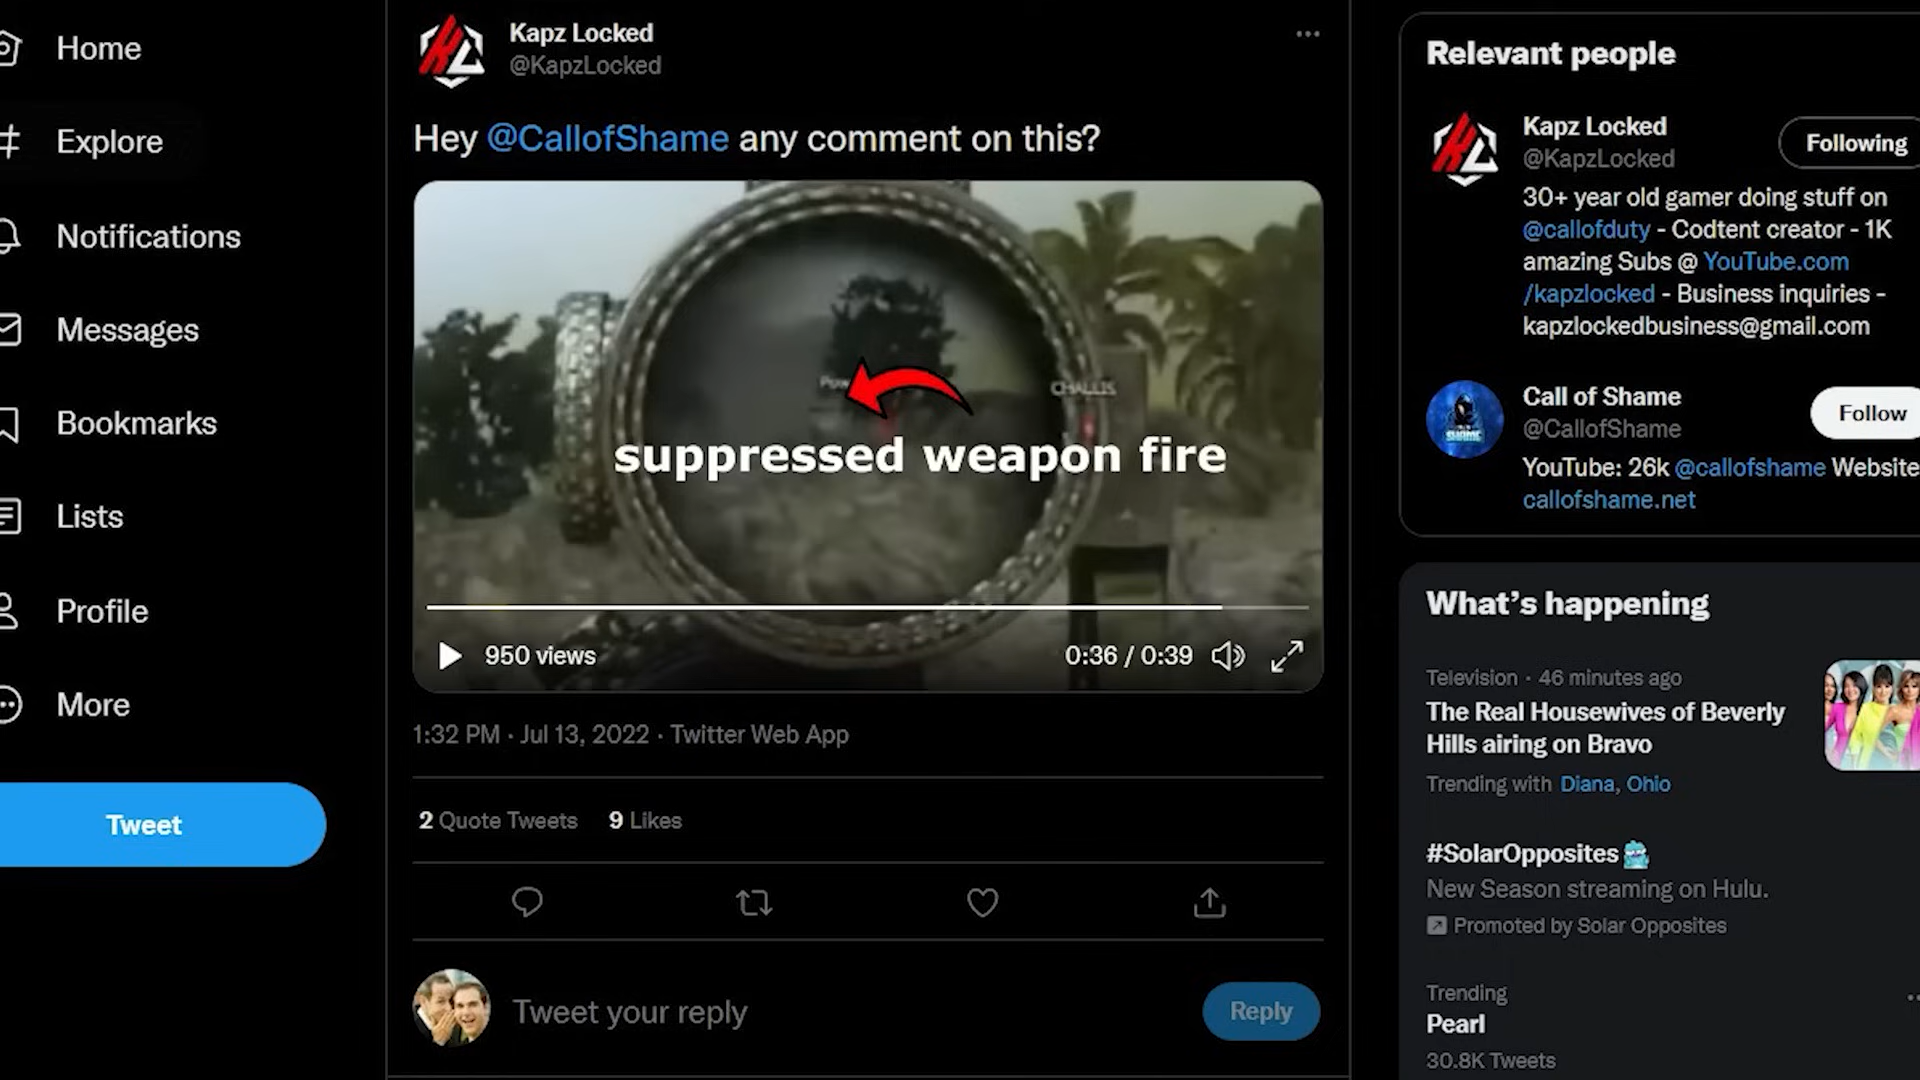 Home
Explore
Notifications
Messages
Bookmarks
Lists
Profile
More
Tweet
Kapz Locked
@KapzLocked
Hey @CallofShame any comment on this?
CHALLIS
suppressed weapon fire
950 views
0:36 / 0:39
1:32 PM · Jul 13, 2022 · Twitter Web App
2 Quote Tweets 9 Likes
Tweet your reply
Reply
Relevant people
Kapz Locked
@KapzLocked
Following
30+ year old gamer doing stuff on
@callofduty - Codtent creator - 1K
amazing Subs @ YouTube.com
/kapzlocked - Business inquiries -
kapzlockedbusiness@gmail.com
Call of Shame
@CallofShame
Follow
SHAME
YouTube: 26k @callofshame Website
callofshame.net
What's happening
Television · 46 minutes ago
The Real Housewives of Beverly
Hills airing on Bravo
Trending with Diana, Ohio
#SolarOpposites
New Season streaming on Hulu.
Promoted by Solar Opposites
Trending
Pearl
30.8K Tweets